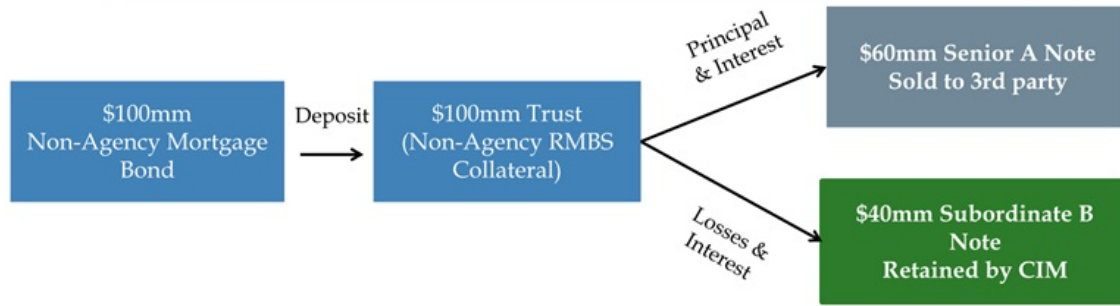 $100mm
Non-Agency Mortgage
Bond
Deposit
$100mm Trust
(Non-Agency RMBS
Collateral)
Principal
& Interest
$60mm Senior A Note
Sold to 3rd party
Losses &
Interest
$40mm Subordinate B
Note
Retained by CIM